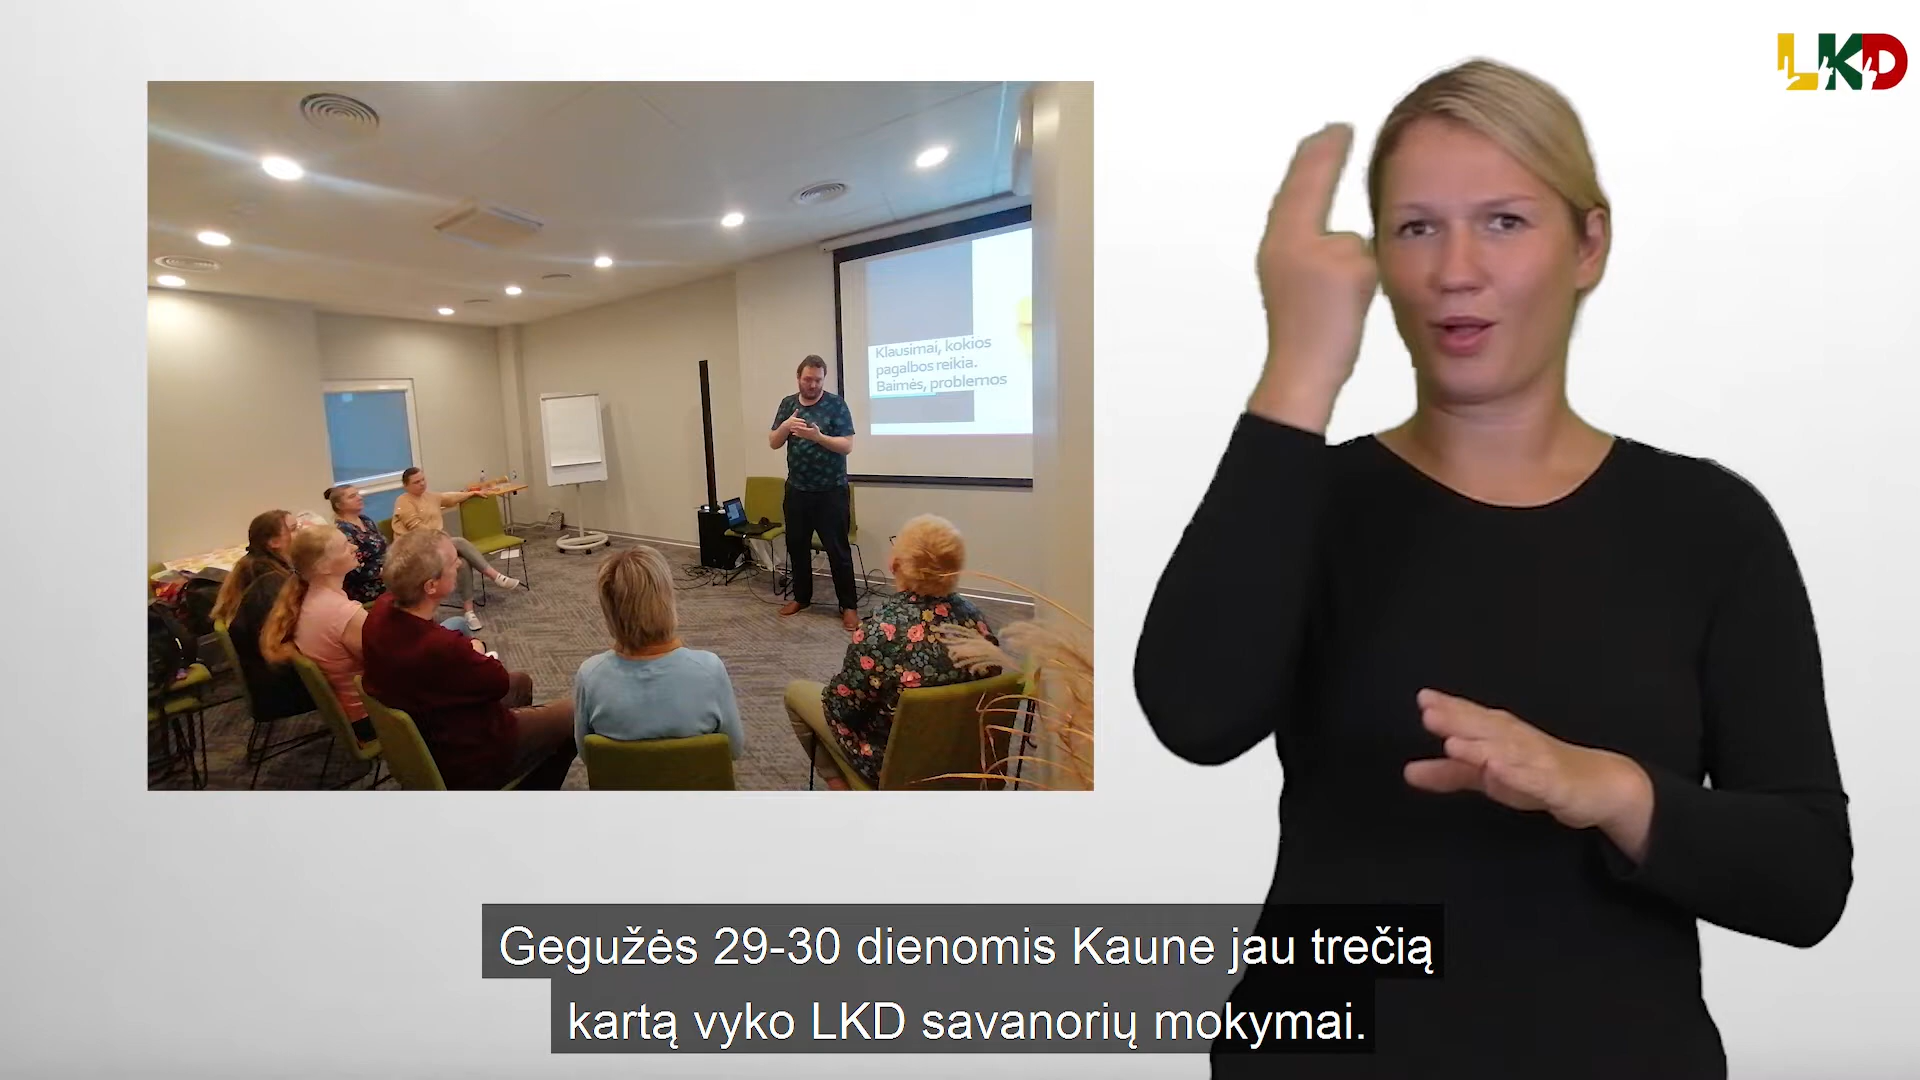 LKD
Klausimai, kokios
pagalbos reikia.
Baimės, problemos
Gegužės 29-30 dienomis Kaune jau trečią
kartą vyko LKD savanorių mokymai.